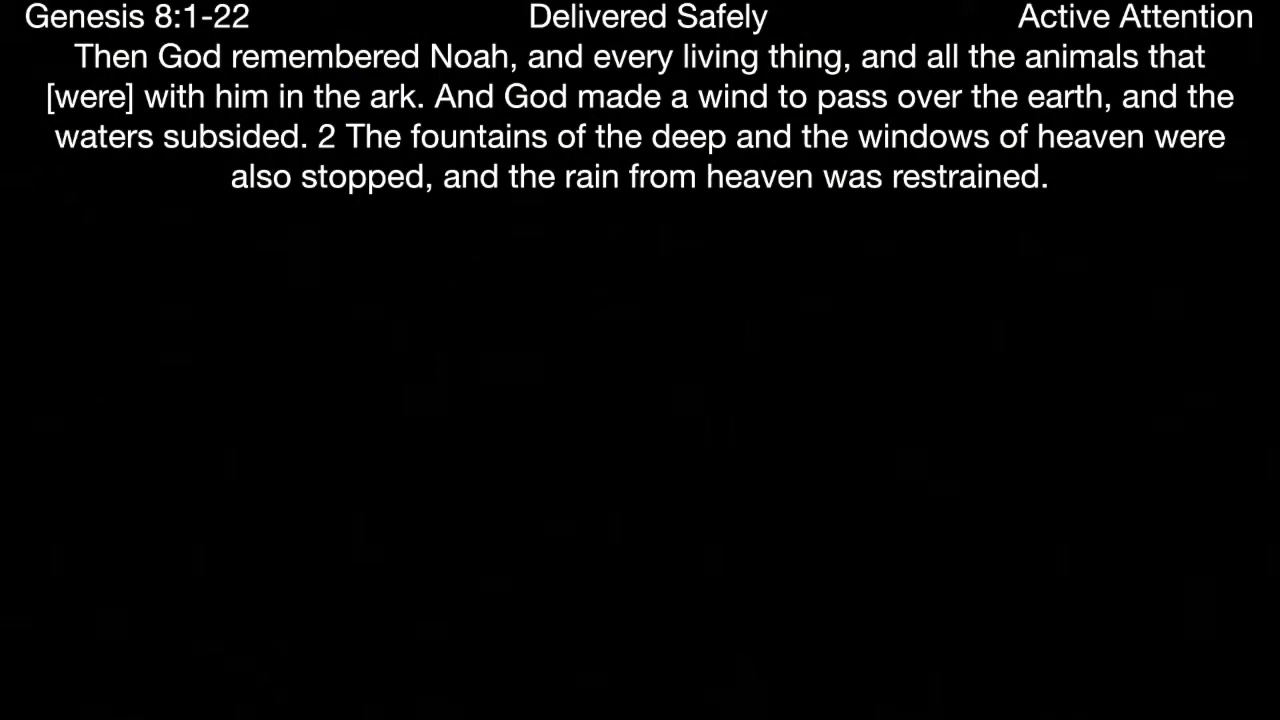 Genesis 8:1-22 Delivered Safely Active Attention
Then God remembered Noah, and every living thing, and all the animals that
[were] with him in the ark. And God made a wind to pass over the earth, and the
waters subsided. 2 The fountains of the deep and the windows of heaven were
also stopped, and the rain from heaven was restrained.